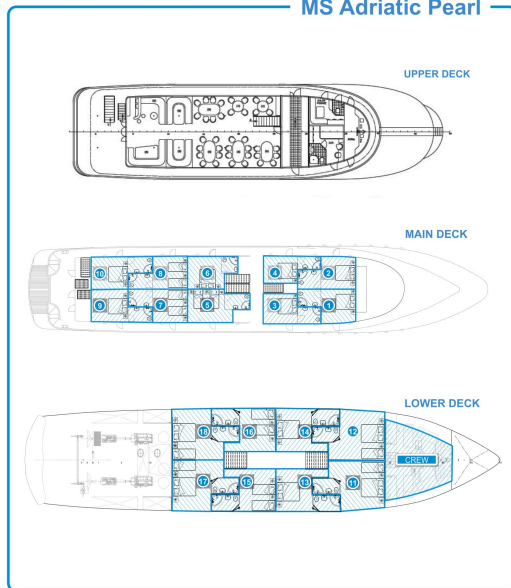 MS Adriatic Pearl
UPPER DECK
MAIN DECK
10 8 6 4 2
9 7 5 3 1
LOWER DECK
18 16 14 12
CREW
17 15 13 11